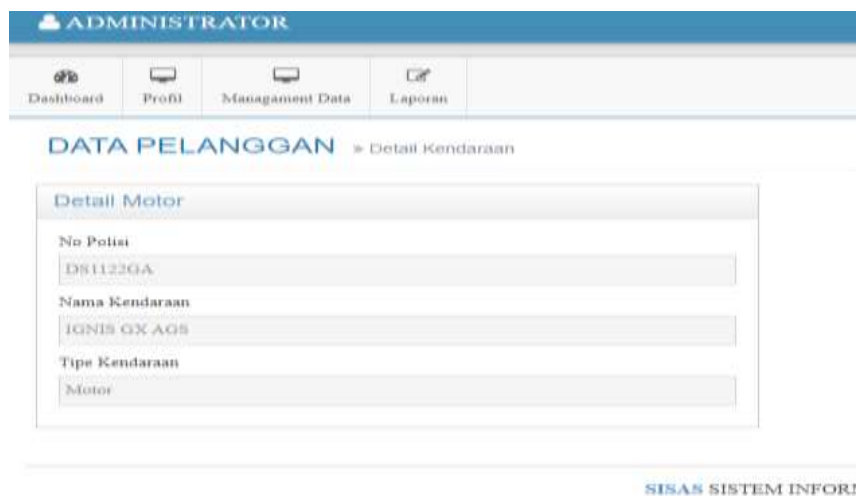 ADMINISTRATOR
Dashboard Profil Managament Data Laporan
DATA PELANGGAN » Detail Kendaraan
Detail Motor
No Polisi
DS1122GA
Nama Kendaraan
IGNIS GX AGS
Tipe Kendaraan
Motor
SISAS SISTEM INFORM